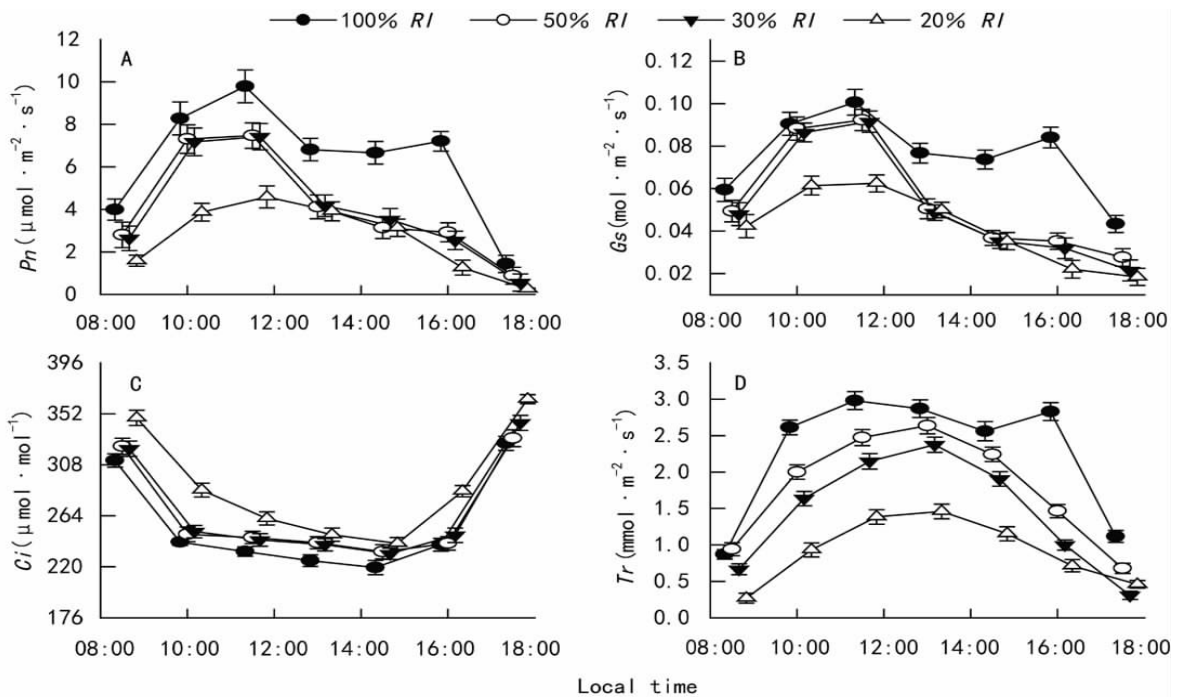 100% RI 50% RI 30% RI 20% RI
A
Pn(μmol·m⁻²·s⁻¹)
12
10
8
6
4
2
0
08:00 10:00 12:00 14:00 16:00 18:00
B
Gs(mol·m⁻²·s⁻¹)
0.12
0.10
0.08
0.06
0.04
0.02
08:00 10:00 12:00 14:00 16:00 18:00
C
Ci(μmol·mol⁻¹)
396
352
308
264
220
176
08:00 10:00 12:00 14:00 16:00 18:00
D
Tr(mmol·m⁻²·s⁻¹)
3.5
3.0
2.5
2.0
1.5
1.0
0.5
0.0
08:00 10:00 12:00 14:00 16:00 18:00
Local time